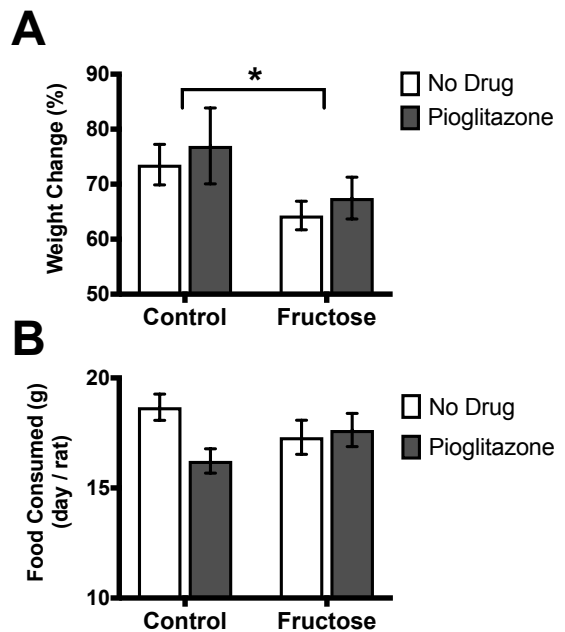 A
Weight Change (%)
90
80
70
60
50
*
No Drug
Pioglitazone
Control
Fructose
B
Food Consumed (g)
(day / rat)
20
15
10
No Drug
Pioglitazone
Control
Fructose